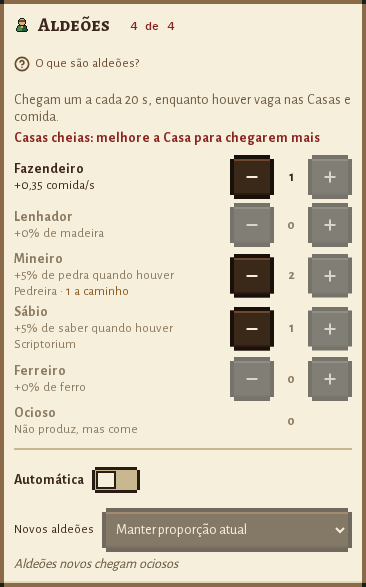 Aldeões 4 de 4
? O que são aldeões?
Chegam um a cada 20 s, enquanto houver vaga nas Casas e
comida.
Casas cheias: melhore a Casa para chegarem mais
Fazendeiro
+0,35 comida/s
− 1 +
Lenhador
+0% de madeira
− 0 +
Mineiro
+5% de pedra quando houver
Pedreira · 1 a caminho
− 2 +
Sábio
+5% de saber quando houver
Scriptorium
− 1 +
Ferreiro
+0% de ferro
− 0 +
Ocioso
Não produz, mas come
0
Automática
Novos aldeões Manter proporção atual
Aldeões novos chegam ociosos